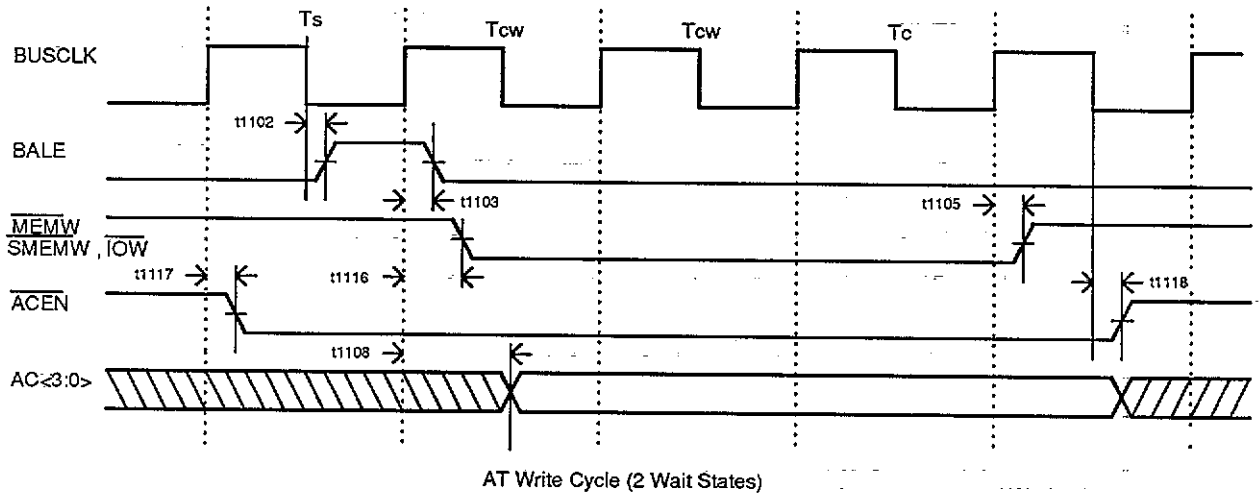 Ts Tcw Tcw Tc
BUSCLK
t1102
BALE
t1103
t1105
MEMW
SMEMW , IOW
t1117
t1116
t1118
ACEN
t1108
AC<3:0>
AT Write Cycle (2 Wait States)